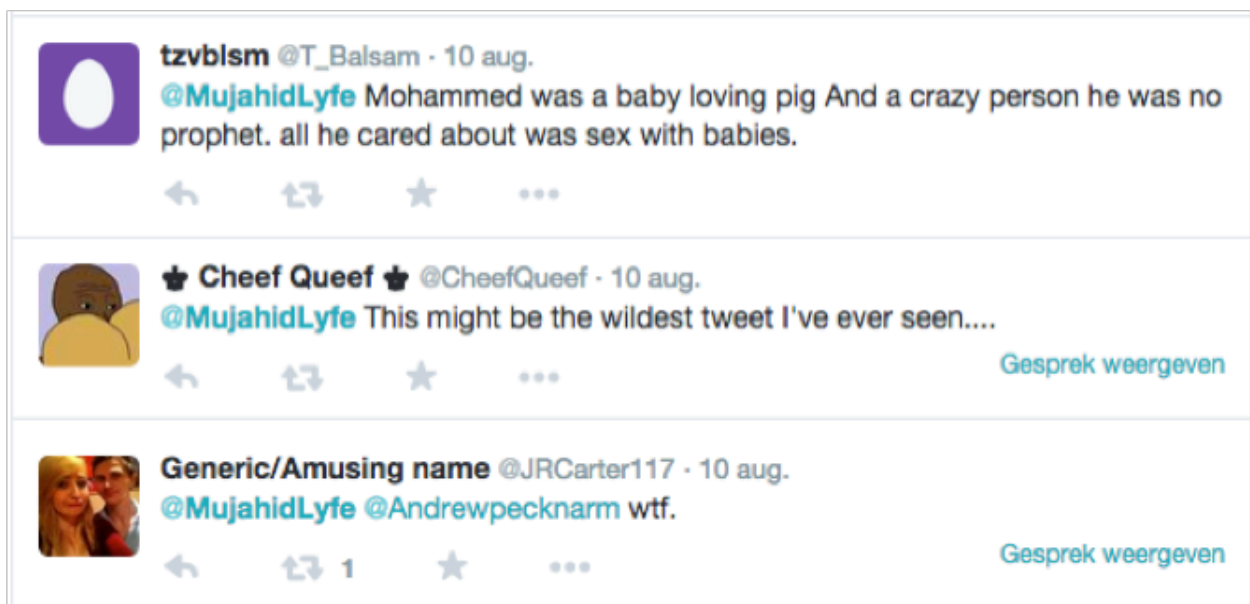 tzvblsm @T_Balsam · 10 aug.
@MujahidLyfe Mohammed was a baby loving pig And a crazy person he was no
prophet. all he cared about was sex with babies.
Cheef Queef @CheefQueef · 10 aug.
@MujahidLyfe This might be the wildest tweet I've ever seen....
Gesprek weergeven
Generic/Amusing name @JRCarter117 · 10 aug.
@MujahidLyfe @Andrewpecknarm wtf.
1
Gesprek weergeven